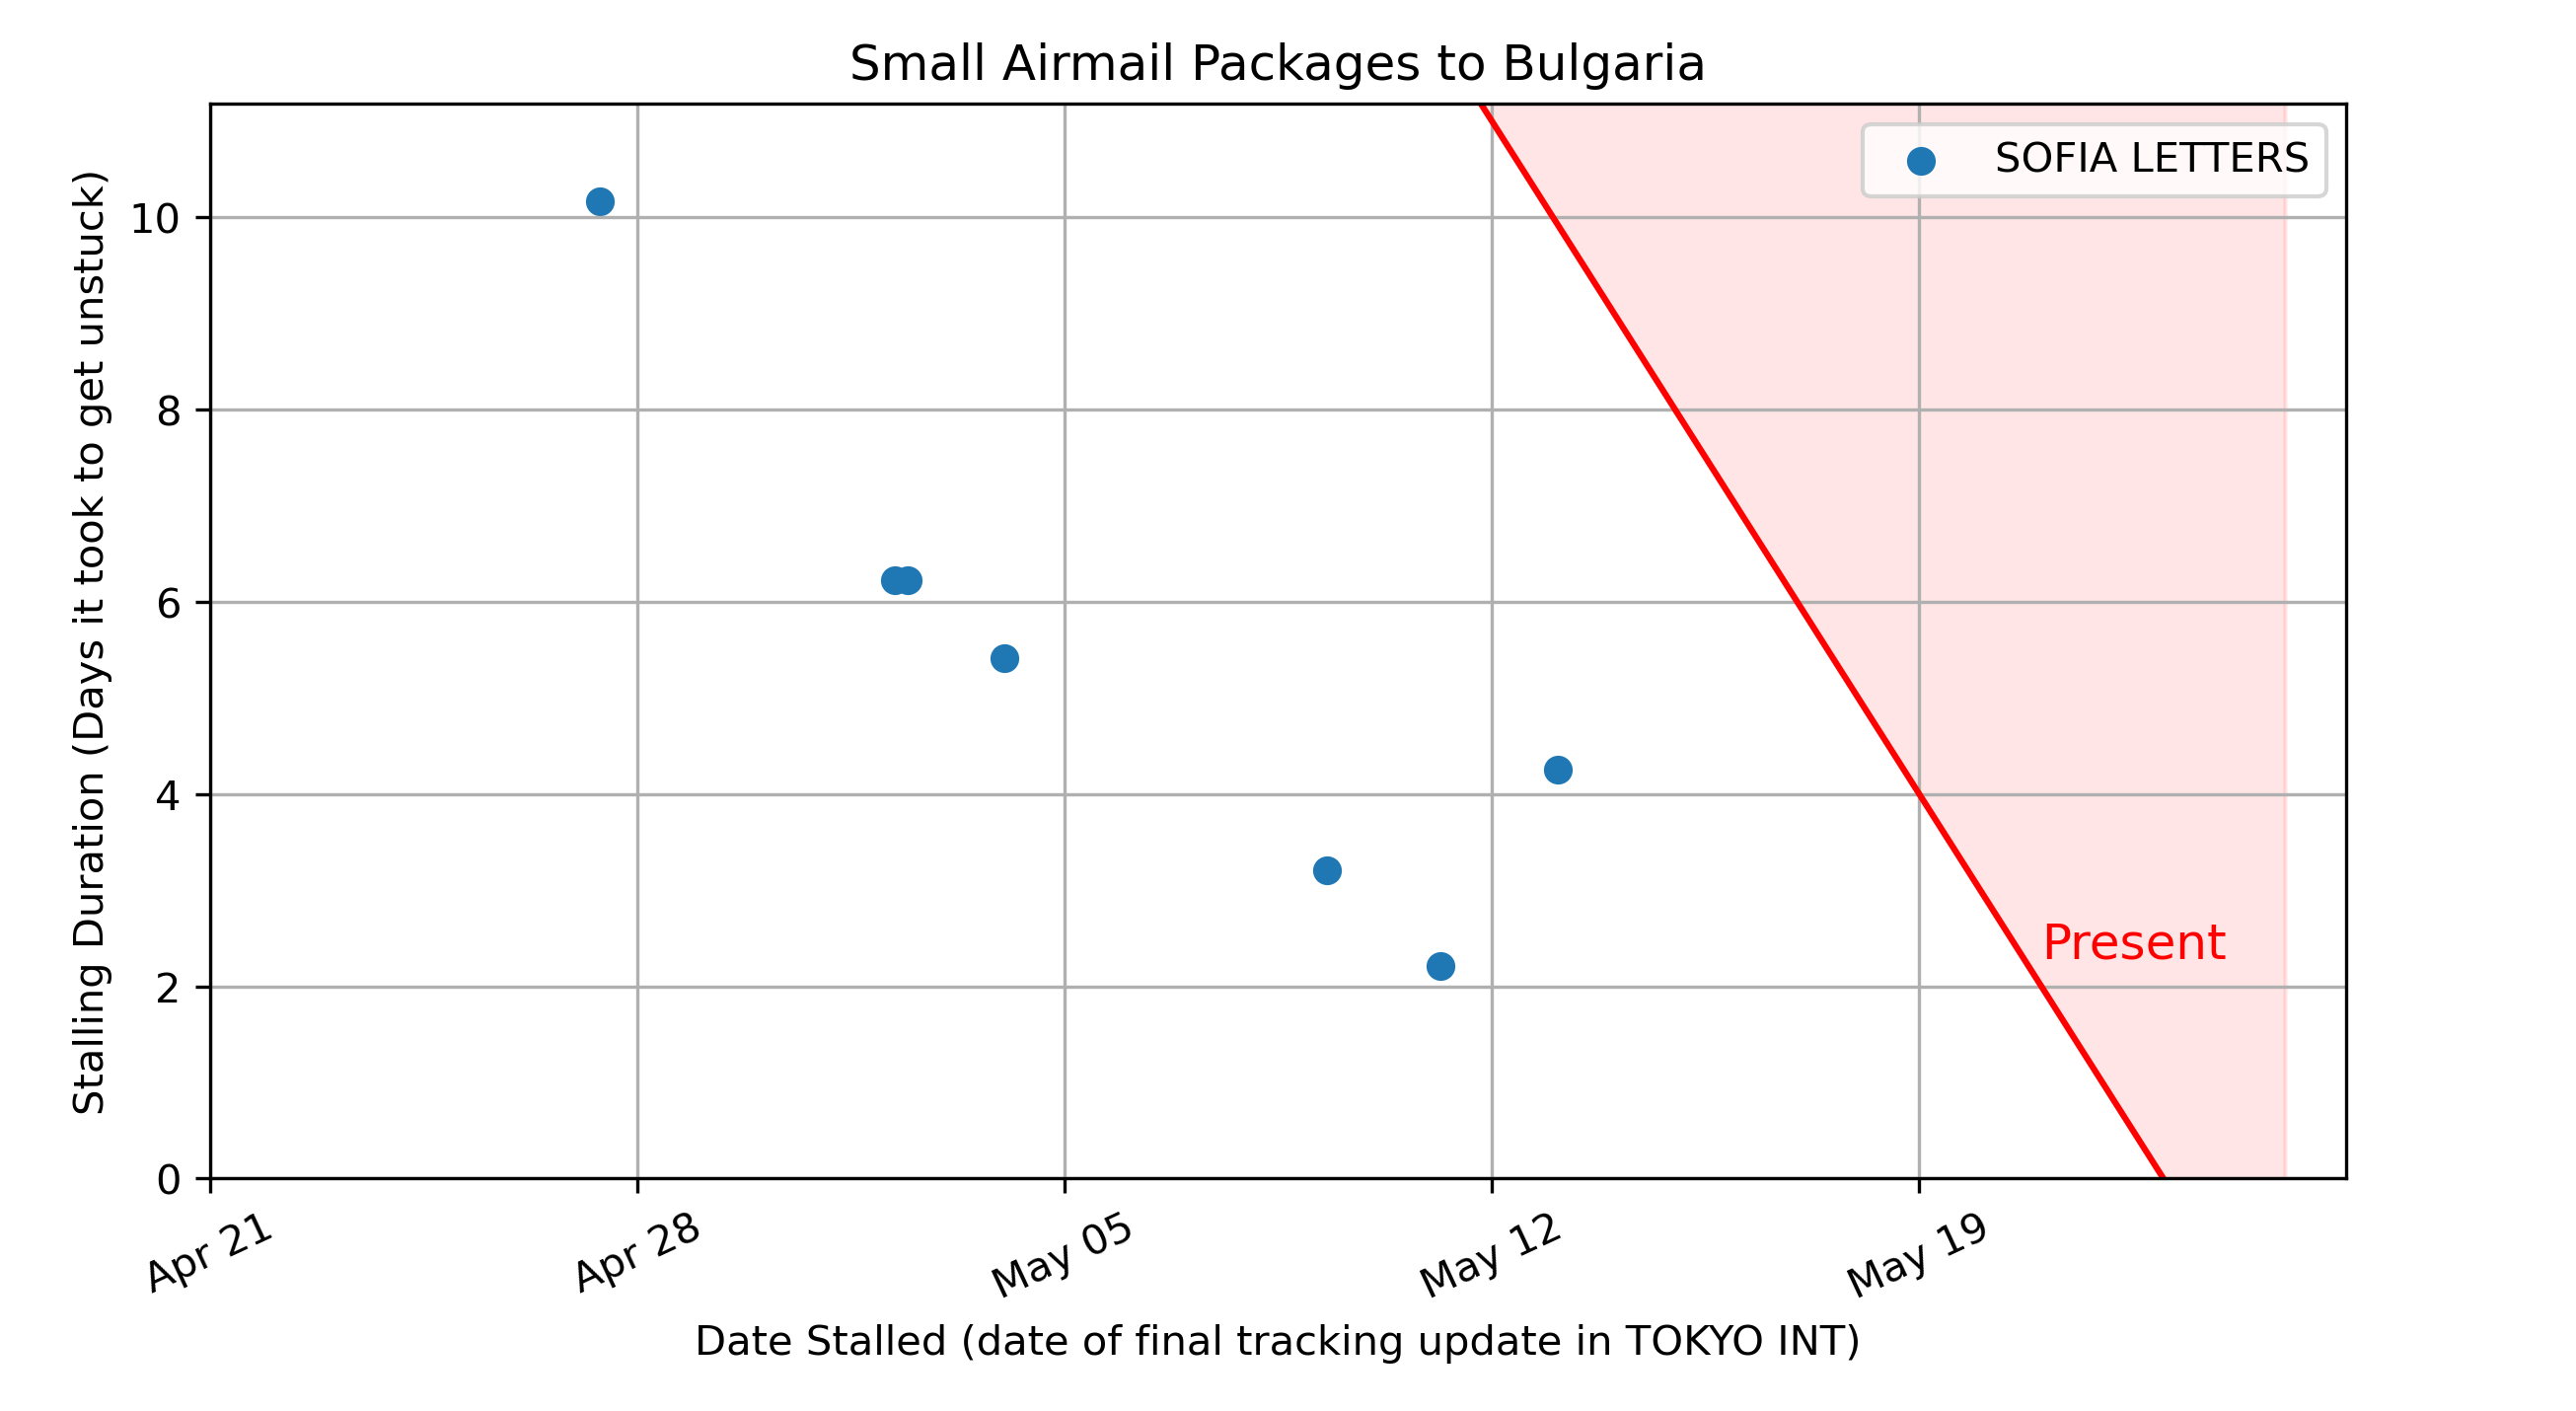 Small Airmail Packages to Bulgaria
SOFIA LETTERS
Stalling Duration (Days it took to get unstuck)
10
8
6
4
2
0
Present
Apr 21
Apr 28
May 05
May 12
May 19
Date Stalled (date of final tracking update in TOKYO INT)